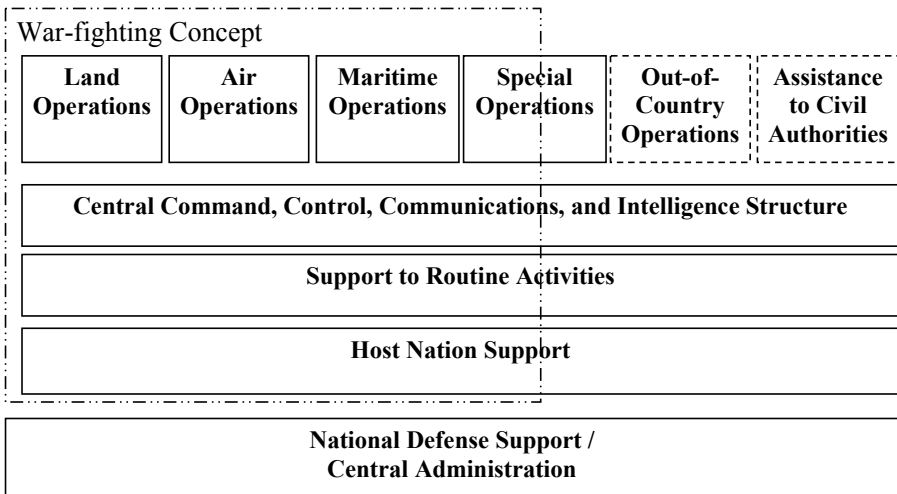 War-fighting Concept
Land
Operations
Air
Operations
Maritime
Operations
Special
Operations
Out-of-
Country
Operations
Assistance
to Civil
Authorities
Central Command, Control, Communications, and Intelligence Structure
Support to Routine Activities
Host Nation Support
National Defense Support /
Central Administration